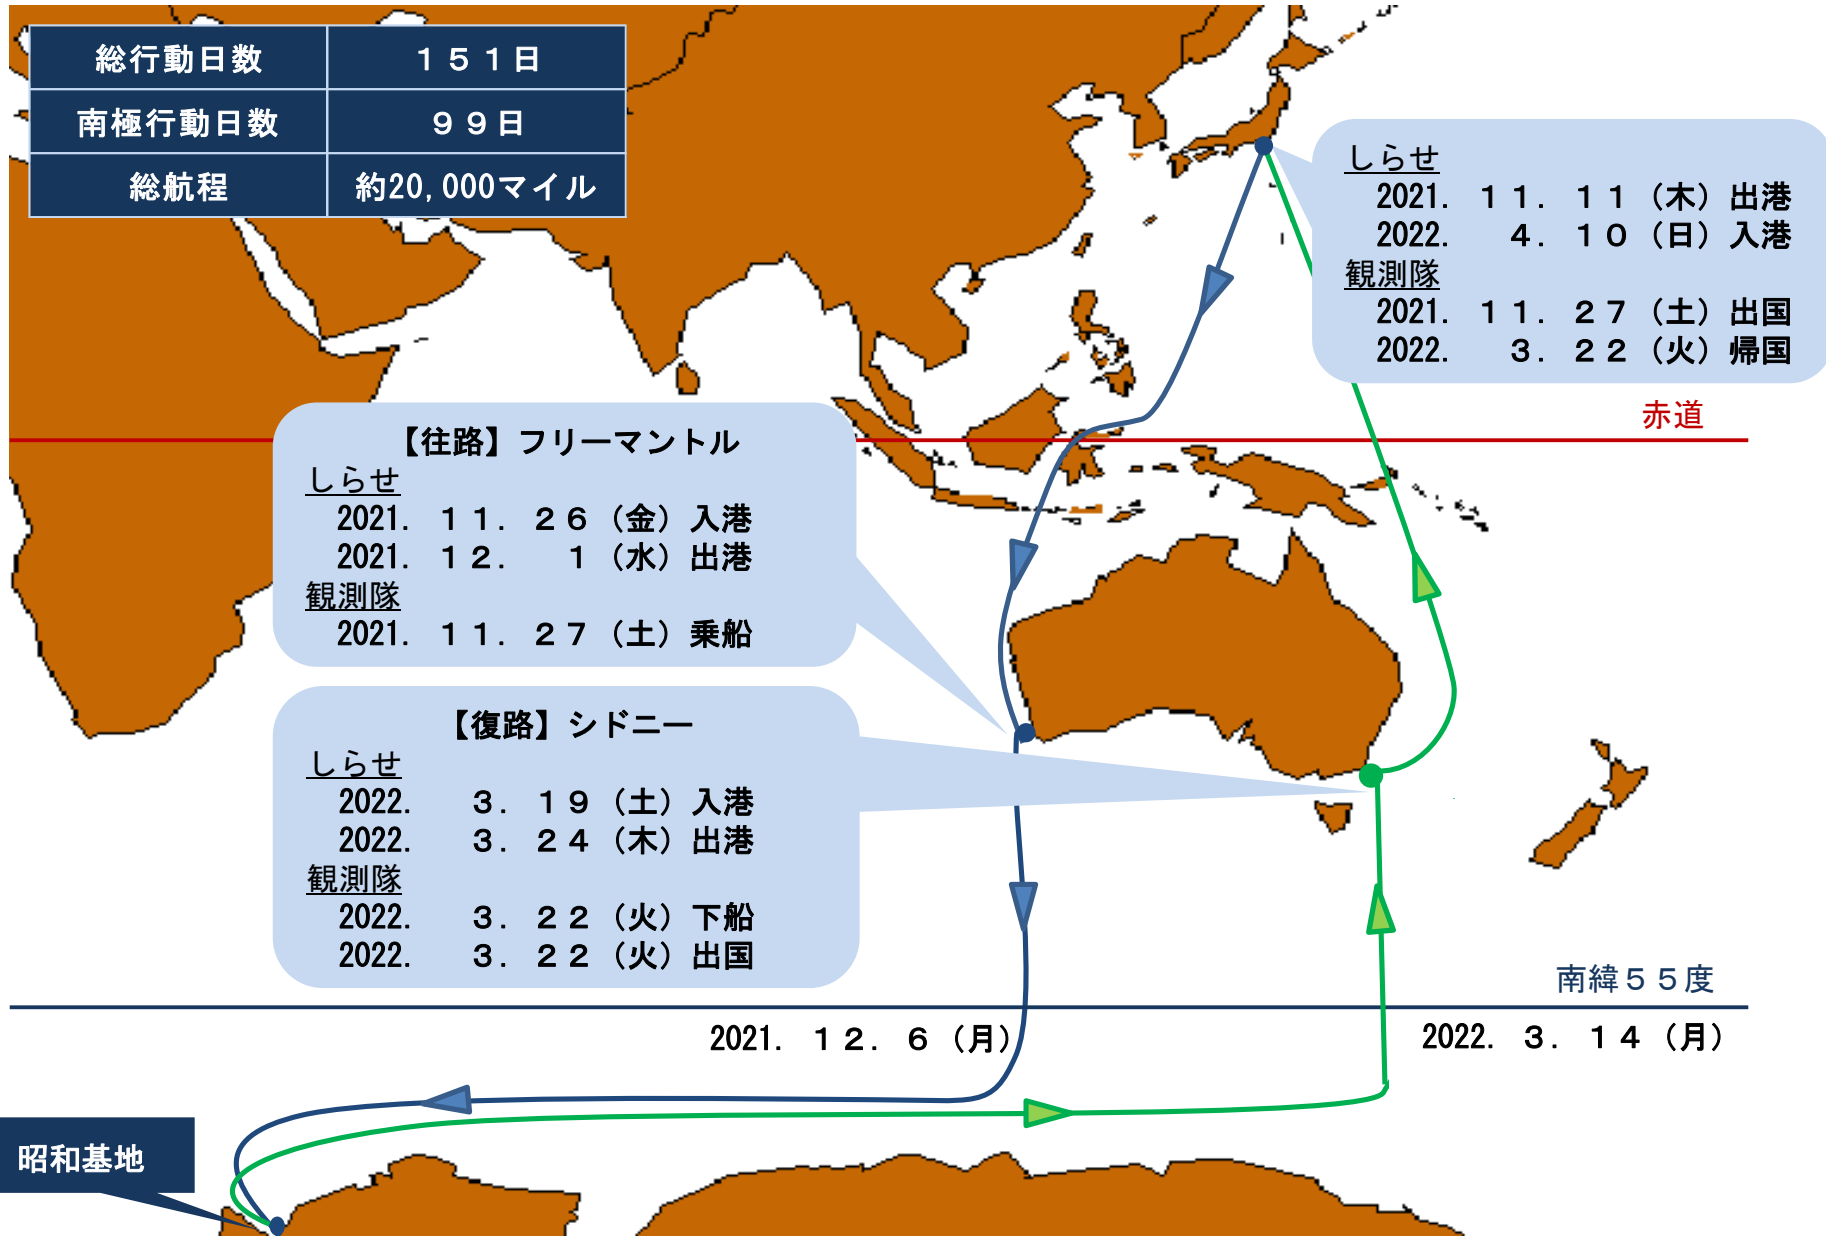 総行動日数 １５１日
南極行動日数 ９９日
総航程 約20,000マイル
しらせ
2021. １１. １１（木）出港
2022. ４. １０（日）入港
観測隊
2021. １１. ２７（土）出国
2022. ３. ２２（火）帰国
赤道
【往路】フリーマントル
しらせ
2021. １１. ２６（金）入港
2021. １２. １（水）出港
観測隊
2021. １１. ２７（土）乗船
【復路】シドニー
しらせ
2022. ３. １９（土）入港
2022. ３. ２４（木）出港
観測隊
2022. ３. ２２（火）下船
2022. ３. ２２（火）出国
南緯５５度
2021. １２. ６（月）
2022. ３. １４（月）
昭和基地